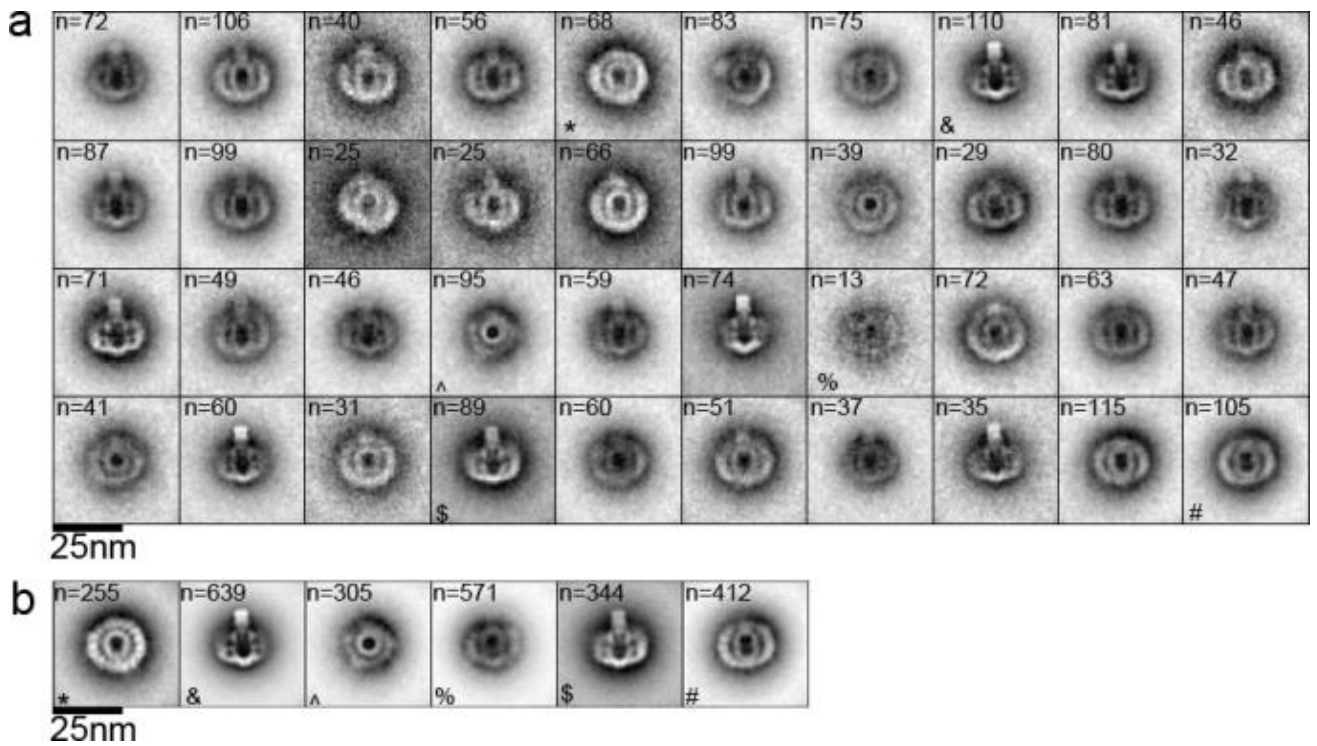 a
n=72 n=106 n=40 n=56 n=68 n=83 n=75 n=110 n=81 n=46
* &
n=87 n=99 n=25 n=25 n=66 n=99 n=39 n=29 n=80 n=32
n=71 n=49 n=46 n=95 n=59 n=74 n=13 n=72 n=63 n=47
^ %
n=41 n=60 n=31 n=89 n=60 n=51 n=37 n=35 n=115 n=105
$ #
25nm
b
n=255 n=639 n=305 n=571 n=344 n=412
* & ^ % $ #
25nm